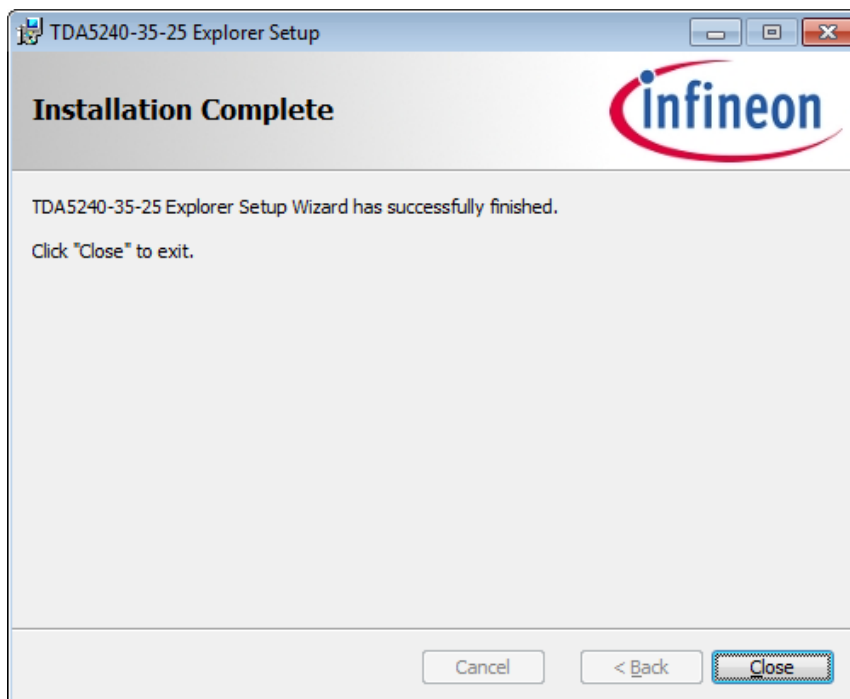 TDA5240-35-25 Explorer Setup
Installation Complete
infineon
TDA5240-35-25 Explorer Setup Wizard has successfully finished.
Click "Close" to exit.
Cancel
< Back
Close